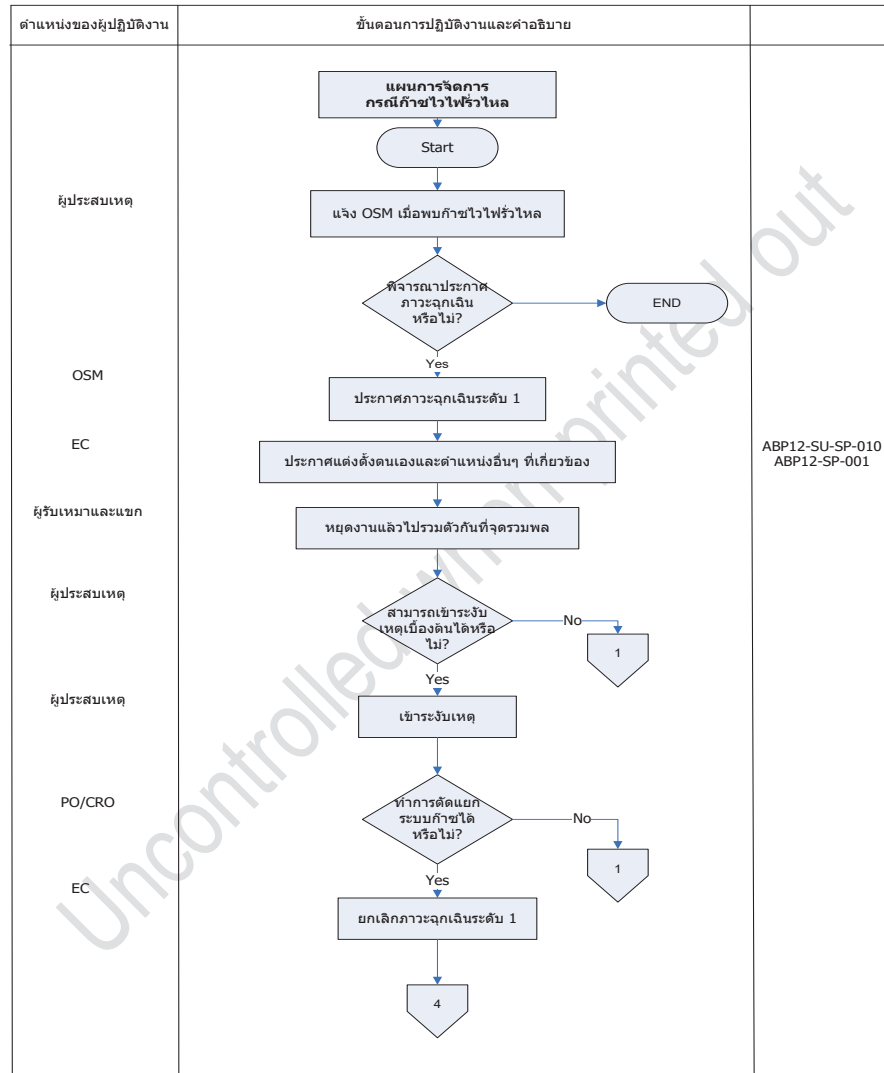 ตำแหน่งของผู้ปฏิบัติงาน
ขั้นตอนการปฏิบัติงานและคำอธิบาย
แผนการจัดการ
กรณีก๊าซไวไฟรั่วไหล
Start
ผู้ประสบเหตุ
แจ้ง OSM เมื่อพบก๊าซไวไฟรั่วไหล
พิจารณาประกาศ
ภาวะฉุกเฉิน
หรือไม่?
END
Yes
OSM
ประกาศภาวะฉุกเฉินระดับ 1
EC
ประกาศแต่งตั้งตนเองและตำแหน่งอื่นๆ ที่เกี่ยวข้อง
ABP12-SU-SP-010
ABP12-SP-001
ผู้รับเหมาและแขก
หยุดงานแล้วไปรวมตัวกันที่จุดรวมพล
ผู้ประสบเหตุ
สามารถเข้าระงับ
เหตุเบื้องต้นได้หรือ
ไม่?
No
1
Yes
ผู้ประสบเหตุ
เข้าระงับเหตุ
PO/CRO
ทำการตัดแยก
ระบบก๊าซได้
หรือไม่?
No
1
Yes
EC
ยกเลิกภาวะฉุกเฉินระดับ 1
4
Uncontrolled when printed out